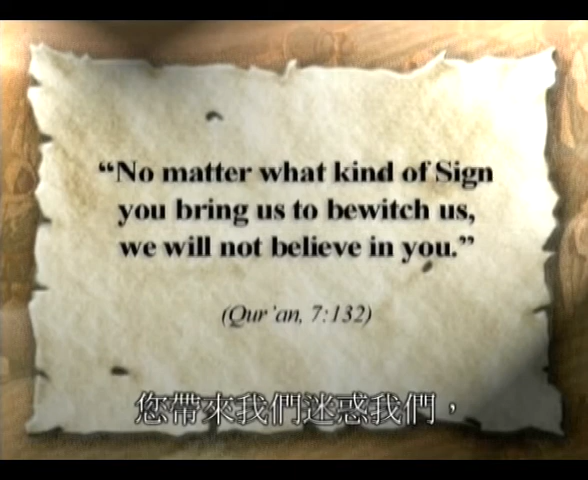 “No matter what kind of Sign
you bring us to bewitch us,
we will not believe in you.”
(Qur’an, 7:132)
您帶來我們迷惑我們，